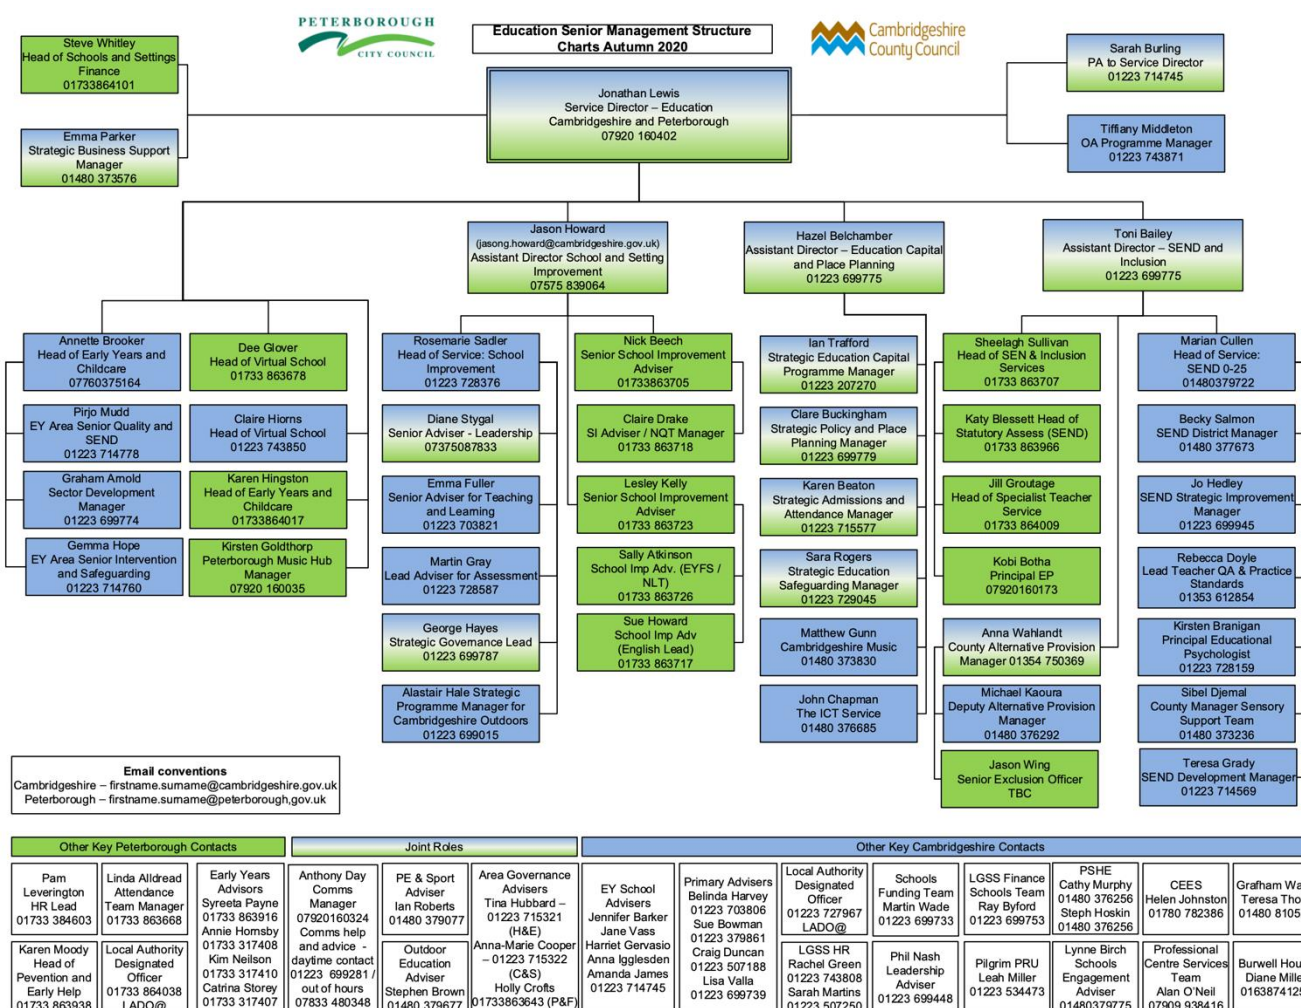 PETERBOROUGH
CITY COUNCIL
Education Senior Management Structure
Charts Autumn 2020
Cambridgeshire
County Council
Steve Whitley
Head of Schools and Settings
Finance
01733864101
Emma Parker
Strategic Business Support
Manager
01480 373576
Jonathan Lewis
Service Director – Education
Cambridgeshire and Peterborough
07920 160402
Sarah Burling
PA to Service Director
01223 714745
Tiffiany Middleton
OA Programme Manager
01223 743871
Jason Howard
(jasong.howard@cambridgeshire.gov.uk)
Assistant Director School and Setting
Improvement
07575 839064
Hazel Belchamber
Assistant Director – Education Capital
and Place Planning
01223 699775
Toni Bailey
Assistant Director – SEND and
Inclusion
01223 699775
Annette Brooker
Head of Early Years and
Childcare
07760375164
Pirjo Mudd
EY Area Senior Quality and
SEND
01223 714778
Graham Arnold
Sector Development
Manager
01223 699774
Gemma Hope
EY Area Senior Intervention
and Safeguarding
01223 714760
Dee Glover
Head of Virtual School
01733 863678
Claire Hiorns
Head of Virtual School
01223 743850
Karen Hingston
Head of Early Years and
Childcare
01733864017
Kirsten Goldthorp
Peterborough Music Hub
Manager
07920 160035
Rosemarie Sadler
Head of Service: School
Improvement
01223 728376
Diane Stygal
Senior Adviser - Leadership
07375087833
Emma Fuller
Senior Adviser for Teaching
and Learning
01223 703821
Martin Gray
Lead Adviser for Assessment
01223 728587
George Hayes
Strategic Governance Lead
01223 699787
Alastair Hale Strategic
Programme Manager for
Cambridgeshire Outdoors
01223 699015
Nick Beech
Senior School Improvement
Adviser
01733863705
Claire Drake
SI Adviser / NQT Manager
01733 863718
Lesley Kelly
Senior School Improvement
Adviser
01733 863723
Sally Atkinson
School Imp Adv. (EYFS /
NLT)
01733 863726
Sue Howard
School Imp Adv
(English Lead)
01733 863717
Ian Trafford
Strategic Education Capital
Programme Manager
01223 207270
Clare Buckingham
Strategic Policy and Place
Planning Manager
01223 699779
Karen Beaton
Strategic Admissions and
Attendance Manager
01223 715577
Sara Rogers
Strategic Education
Safeguarding Manager
01223 729045
Matthew Gunn
Cambridgeshire Music
01480 373830
John Chapman
The ICT Service
01480 376685
Sheelagh Sullivan
Head of SEN & Inclusion
Services
01733 863707
Katy Blessett Head of
Statutory Assess (SEND)
01733 863966
Jill Groutage
Head of Specialist Teacher
Service
01733 864009
Kobi Botha
Principal EP
07920160173
Anna Wahlandt
County Alternative Provision
Manager 01354 750369
Michael Kaoura
Deputy Alternative Provision
Manager
01480 376292
Jason Wing
Senior Exclusion Officer
TBC
Marian Cullen
Head of Service:
SEND 0-25
01480379722
Becky Salmon
SEND District Manager
01480 377673
Jo Hedley
SEND Strategic Improvement
Manager
01223 699945
Rebecca Doyle
Lead Teacher QA & Practice
Standards
01353 612854
Kirsten Branigan
Principal Educational
Psychologist
01223 728159
Sibel Djemal
County Manager Sensory
Support Team
01480 373236
Teresa Grady
SEND Development Manager
01223 714569
Email conventions
Cambridgeshire – firstname.surname@cambridgeshire.gov.uk
Peterborough – firstname.surname@peterborough,gov.uk
Other Key Peterborough Contacts
Joint Roles
Other Key Cambridgeshire Contacts
Pam
Leverington
HR Lead
01733 384603
Linda Alldread
Attendance
Team Manager
01733 863668
Early Years
Advisors
Syreeta Payne
01733 863916
Annie Hornsby
01733 317408
Kim Neilson
01733 317410
Catrina Storey
01733 317407
Karen Moody
Head of
Pevention and
Early Help
01733 863938
Local Authority
Designated
Officer
01733 864038
LADO@
Anthony Day
Comms
Manager
07920160324
Comms help
and advice -
daytime contact
01223 699281 /
out of hours
07833 480348
PE & Sport
Adviser
Ian Roberts
01480 379077
Outdoor
Education
Adviser
Stephen Brown
01480 379677
Area Governance
Advisers
Tina Hubbard –
01223 715321
(H&E)
Anna-Marie Cooper
– 01223 715322
(C&S)
Holly Crofts
01733863643 (P&F)
EY School
Advisers
Jennifer Barker
Jane Vass
Harriet Gervasio
Anna Igglesden
Amanda James
01223 714745
Primary Advisers
Belinda Harvey
01223 703806
Sue Bowman
01223 379861
Craig Duncan
01223 507188
Lisa Valla
01223 699739
Local Authority
Designated
Officer
01223 727967
LADO@
LGSS HR
Rachel Green
01223 743808
Sarah Martins
01223 507250
Schools
Funding Team
Martin Wade
01223 699733
Phil Nash
Leadership
Adviser
01223 699448
LGSS Finance
Schools Team
Ray Byford
01223 699753
Pilgrim PRU
Leah Miller
01223 534473
PSHE
Cathy Murphy
01480 376256
Steph Hoskin
01480 376256
Lynne Birch
Schools
Engagement
Adviser
01480379775
CEES
Helen Johnston
01780 782386
Professional
Centre Services
Team
Alan O'Neil
07909 938416
Grafham Wa
Teresa Tho
01480 8105
Burwell Hou
Diane Mille
0163874125